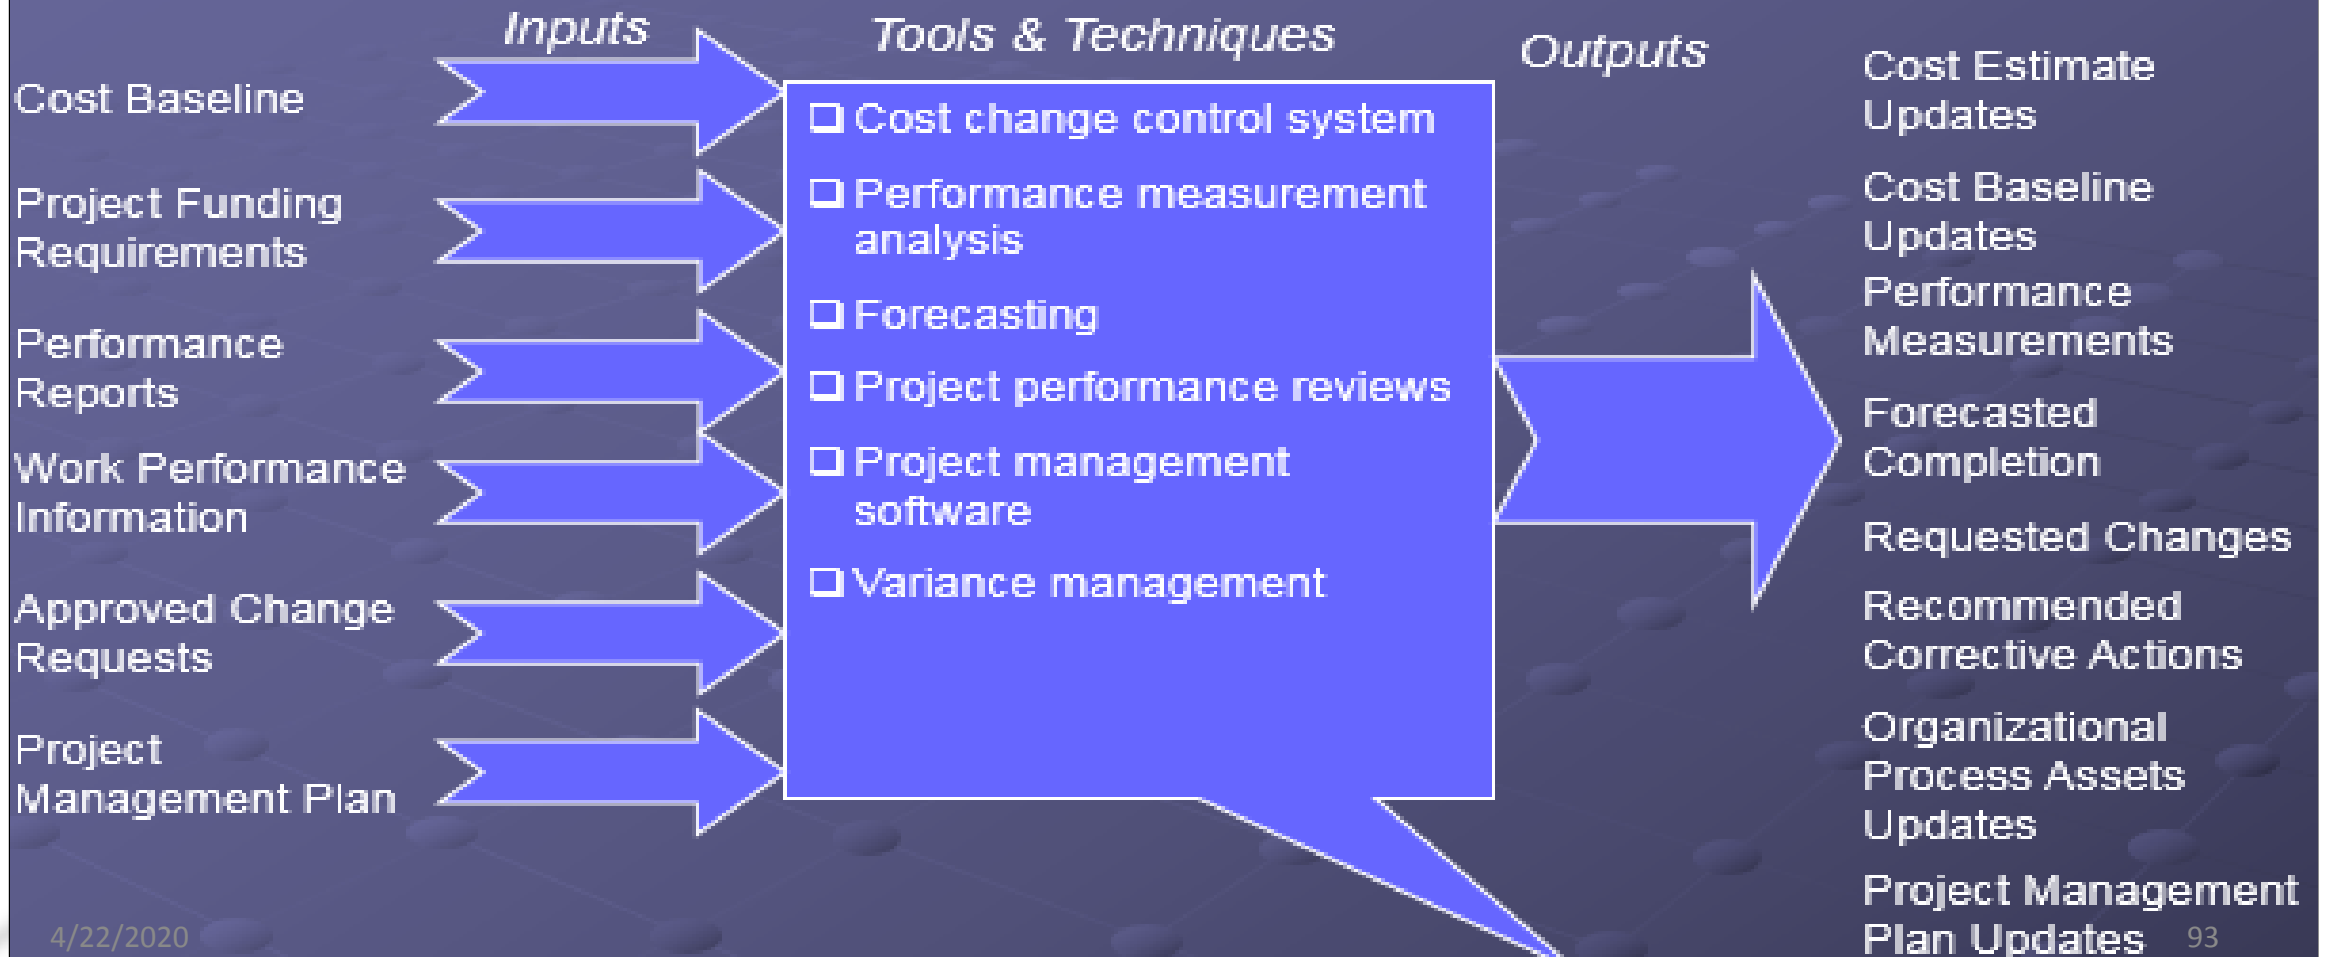 Inputs
Cost Baseline
Project Funding
Requirements
Performance
Reports
Work Performance
Information
Approved Change
Requests
Project
Management Plan
Tools & Techniques
Cost change control system
Performance measurement
analysis
Forecasting
Project performance reviews
Project management
software
Variance management
Outputs
Cost Estimate
Updates
Cost Baseline
Updates
Performance
Measurements
Forecasted
Completion
Requested Changes
Recommended
Corrective Actions
Organizational
Process Assets
Updates
Project Management
Plan Updates
4/22/2020
93